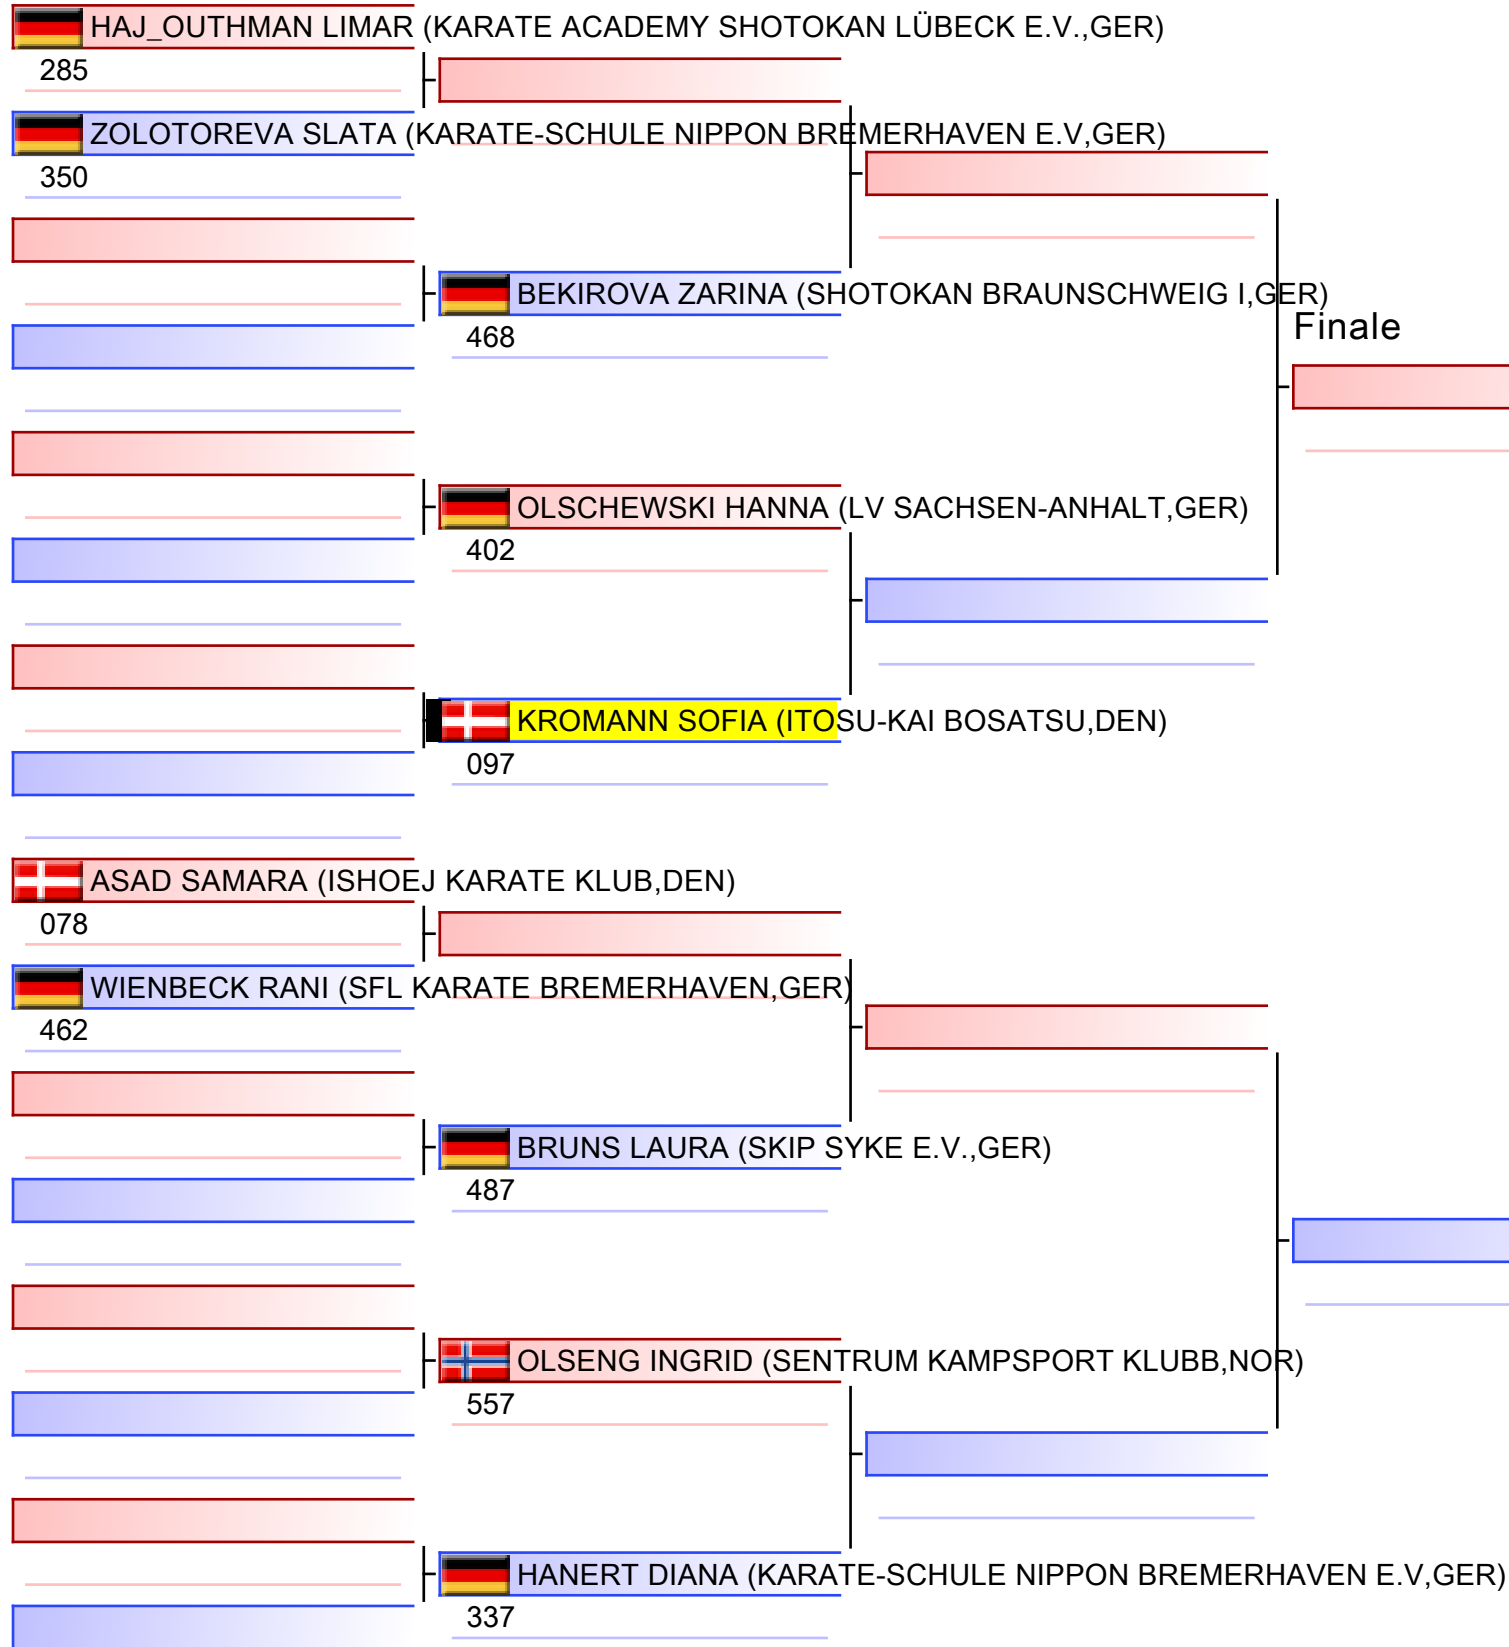 HAJ_OUTHMAN LIMAR (KARATE ACADEMY SHOTOKAN LÜBECK E.V.,GER)
285
ZOLOTOREVA SLATA (KARATE-SCHULE NIPPON BREMERHAVEN E.V,GER)
350
BEKIROVA ZARINA (SHOTOKAN BRAUNSCHWEIG I,GER)
468
Finale
OLSCHEWSKI HANNA (LV SACHSEN-ANHALT,GER)
402
KROMANN SOFIA (ITOSU-KAI BOSATSU,DEN)
097
ASAD SAMARA (ISHOEJ KARATE KLUB,DEN)
078
WIENBECK RANI (SFL KARATE BREMERHAVEN,GER)
462
BRUNS LAURA (SKIP SYKE E.V.,GER)
487
OLSENG INGRID (SENTRUM KAMPSPORT KLUBB,NOR)
557
HANERT DIANA (KARATE-SCHULE NIPPON BREMERHAVEN E.V,GER)
337